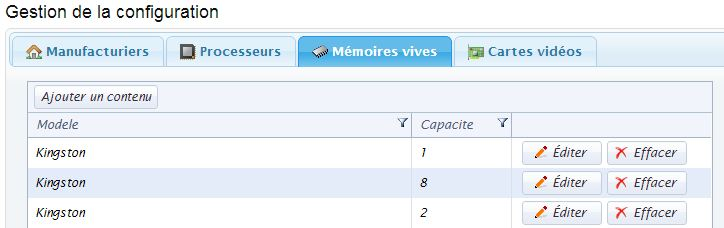 Gestion de la configuration
Manufacturiers Processeurs Mémoires vives Cartes vidéos
Ajouter un contenu
Modele Capacite
Kingston 1 Éditer Effacer
Kingston 8 Éditer Effacer
Kingston 2 Éditer Effacer